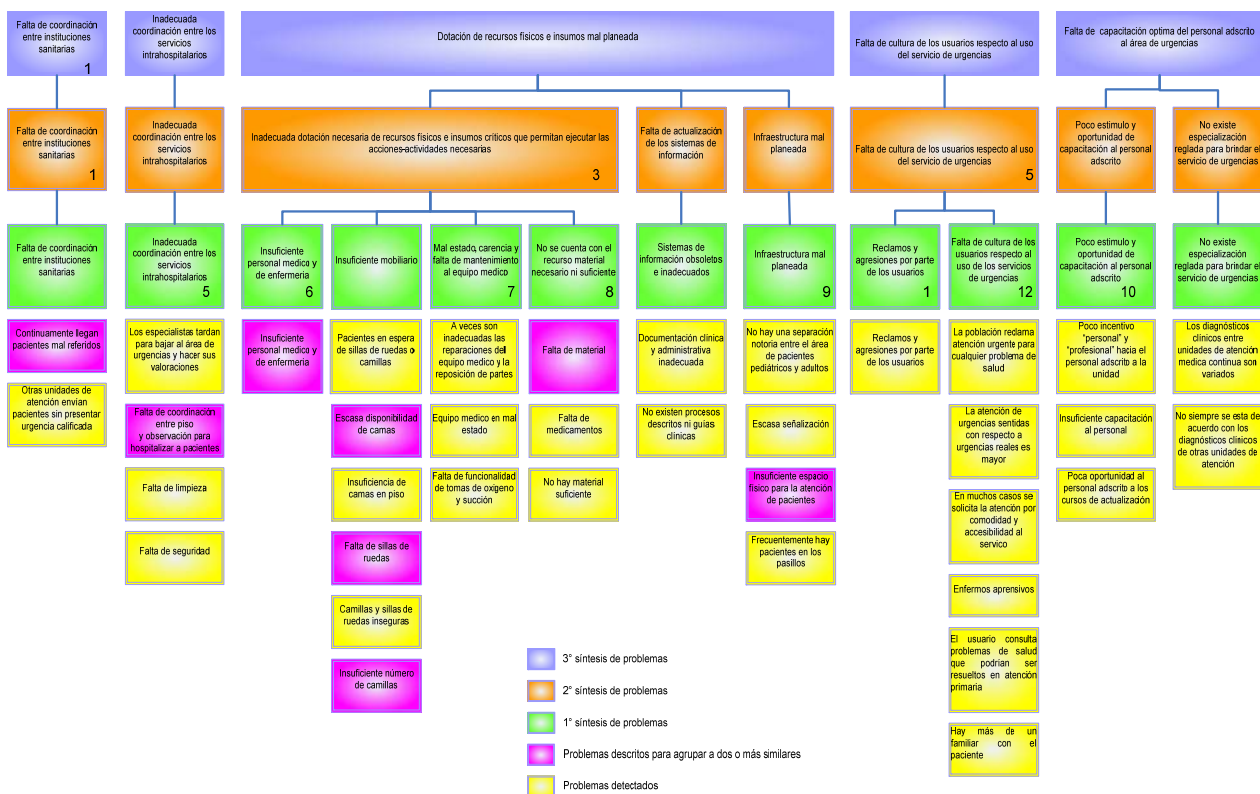 Falta de coordinación
entre instituciones
sanitarias
1
Inadecuada
coordinación entre los
servicios
intrahospitalarios
Dotación de recursos físicos e insumos mal planeada
Falta de cultura de los usuarios respecto al uso
del servicio de urgencias
Falta de capacitación optima del personal adscrito
al área de urgencias
Falta de coordinación
entre instituciones
sanitarias
1
Inadecuada
coordinación entre los
servicios
intrahospitalarios
Inadecuada dotación necesaria de recursos físicos e insumos críticos que permitan ejecutar las
acciones-actividades necesarias
3
Falta de actualización
de los sistemas de
información
Infraestructura mal
planeada
Falta de cultura de los usuarios respecto al uso
del servicio de urgencias
5
Poco estimulo y
oportunidad de
capacitación al personal
adscrito
No existe
especialización
reglada para brindar el
servicio de urgencias
Falta de coordinación
entre instituciones
sanitarias
Inadecuada
coordinación entre los
servicios
intrahospitalarios
5
Insuficiente
personal medico y
de enfermeria
6
Insuficiente mobiliario
Mal estado, carencia y
falta de mantenimiento
al equipo medico
7
No se cuenta con el
recurso material
necesario ni suficiente
8
Sistemas de
información obsoletos
e inadecuados
Infraestructura mal
planeada
9
Reclamos y
agresiones por
parte de los usuarios
1
Falta de cultura de los
usuarios respecto al
uso de los servicios
de urgencias
12
Poco estimulo y
oportunidad de
capacitación al personal
adscrito
10
No existe
especialización
reglada para brindar el
servicio de urgencias
Continuamente llegan
pacientes mal referidos
Otras unidades de
atención envían
pacientes sin presentar
urgencia calificada
Los especialistas tardan
para bajar al área de
urgencias y hacer sus
valoraciones
Falta de coordinación
entre piso
y observación para
hospitalizar a pacientes
Falta de limpieza
Falta de seguridad
Insuficiente
personal medico y
de enfermeria
Pacientes en espera
de sillas de ruedas o
camillas
Escasa disponibilidad
de camas
Insuficiencia de
camas en piso
Falta de sillas de
ruedas
Camillas y sillas de
ruedas inseguras
Insuficiente número
de camillas
A veces son
inadecuadas las
reparaciones del
equipo medico y la
reposición de partes
Equipo medico en mal
estado
Falta de funcionalidad
de tomas de oxígeno
y succión
Falta de material
Falta de
medicamentos
No hay material
suficiente
Documentación clínica
y administrativa
inadecuada
No existen procesos
descritos ni guías
clínicas
No hay una separación
notoria entre el área
de pacientes
pediátricos y adultos
Escasa señalización
Insuficiente espacio
físico para la atención
de pacientes
Frecuentemente hay
pacientes en los
pasillos
Reclamos y
agresiones por parte
de los usuarios
La población reclama
atención urgente para
cualquier problema de
salud
La atención de
urgencias sentidas
con respecto a
urgencias reales es
mayor
En muchos casos se
solicita la atención por
comodidad y
accesibilidad al
servico
Enfermos aprensivos
El usuario consulta
problemas de salud
que podrían ser
resueltos en atención
primaria
Hay más de un
familiar con el
paciente
Poco incentivo
“personal” y
“profesional” hacia el
personal adscrito a la
unidad
Insuficiente capacitación
al personal
Poca oportunidad al
personal adscrito a los
cursos de actualización
Los diagnósticos
clínicos entre
unidades de atención
medica continua son
variados
No siempre se esta de
acuerdo con los
diagnósticos clínicos
de otras unidades de
atención
3° síntesis de problemas
2° síntesis de problemas
1° síntesis de problemas
Problemas descritos para agrupar a dos o más similares
Problemas detectados